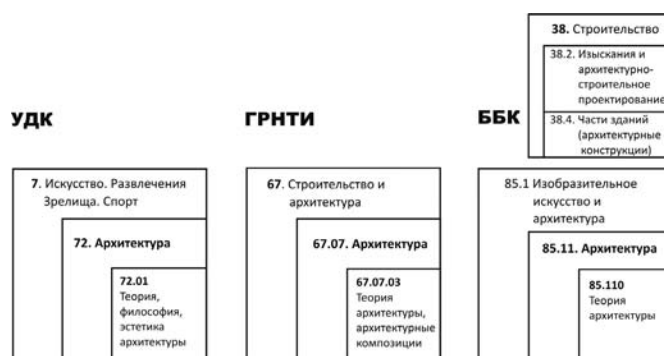 УДК
7. Искусство. Развлечения
Зрелища. Спорт
72. Архитектура
72.01
Теория,
философия,
эстетика
архитектуры
ГРНТИ
67. Строительство и
архитектура
67.07. Архитектура
67.07.03
Теория
архитектуры,
архитектурные
композиции
ББК
38. Строительство
38.2. Изыскания и
архитектурно-
строительное
проектирование
38.4. Части зданий
(архитектурные
конструкции)
85.1 Изобразительное
искусство и
архитектура
85.11. Архитектура
85.110
Теория
архитектуры